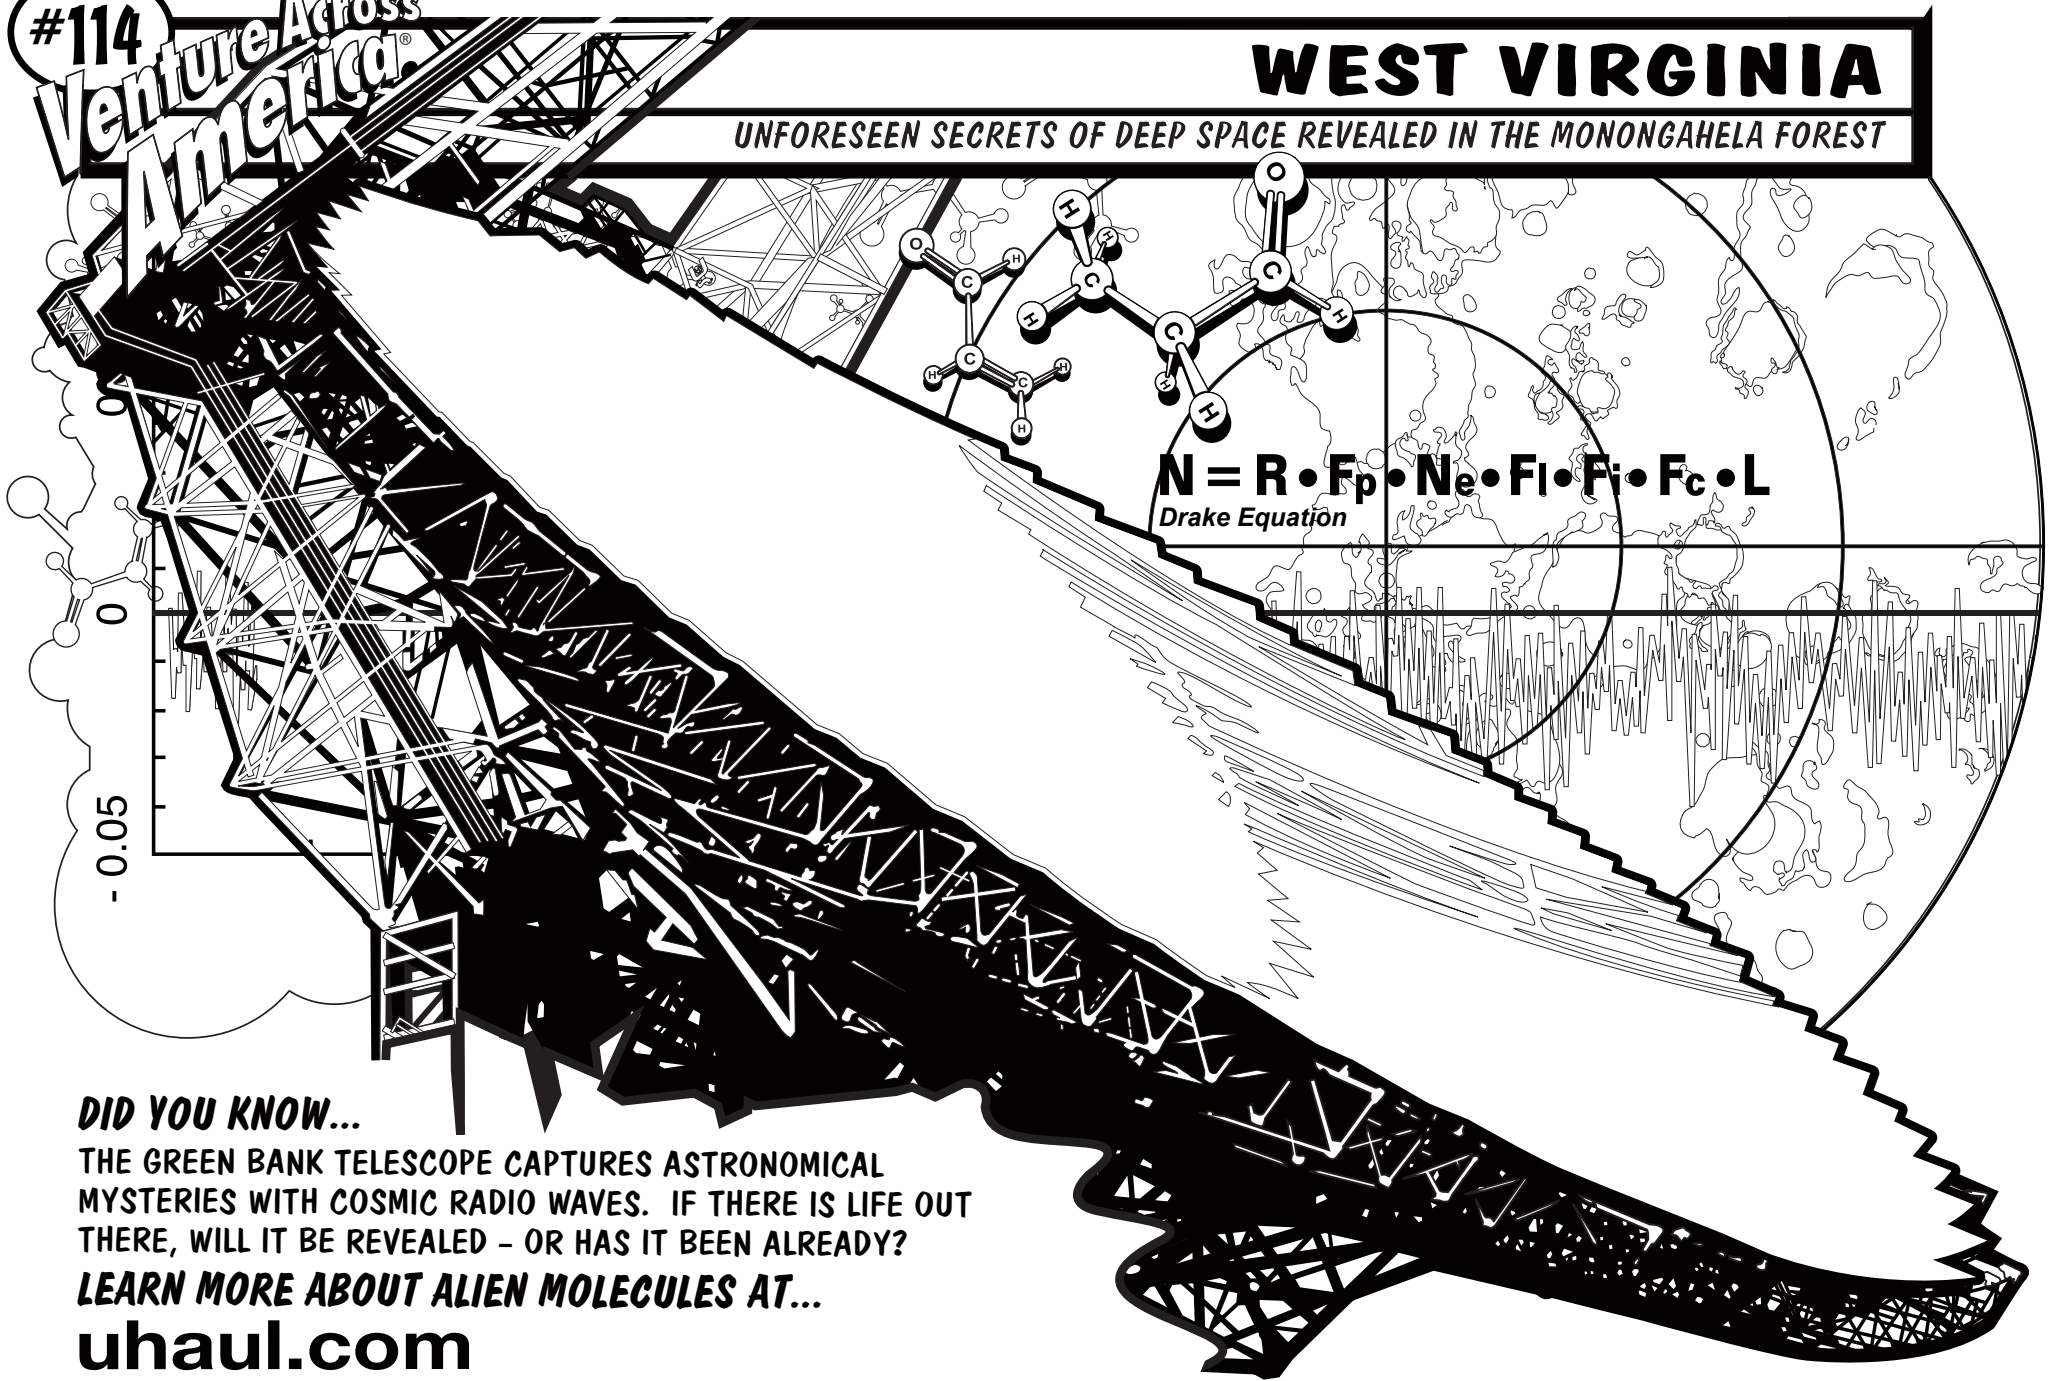 #114
Venture Across
America®
WEST VIRGINIA
UNFORESEEN SECRETS OF DEEP SPACE REVEALED IN THE MONONGAHELA FOREST
O
H
H
O
C
H
C
C
H
H
C
C
H
C
H
H
H
H
H
N = R • Fp • Ne • Fl • Fi • Fc • L
Drake Equation
0
- 0.05
DID YOU KNOW...
THE GREEN BANK TELESCOPE CAPTURES ASTRONOMICAL
MYSTERIES WITH COSMIC RADIO WAVES. IF THERE IS LIFE OUT
THERE, WILL IT BE REVEALED – OR HAS IT BEEN ALREADY?
LEARN MORE ABOUT ALIEN MOLECULES AT...
uhaul.com